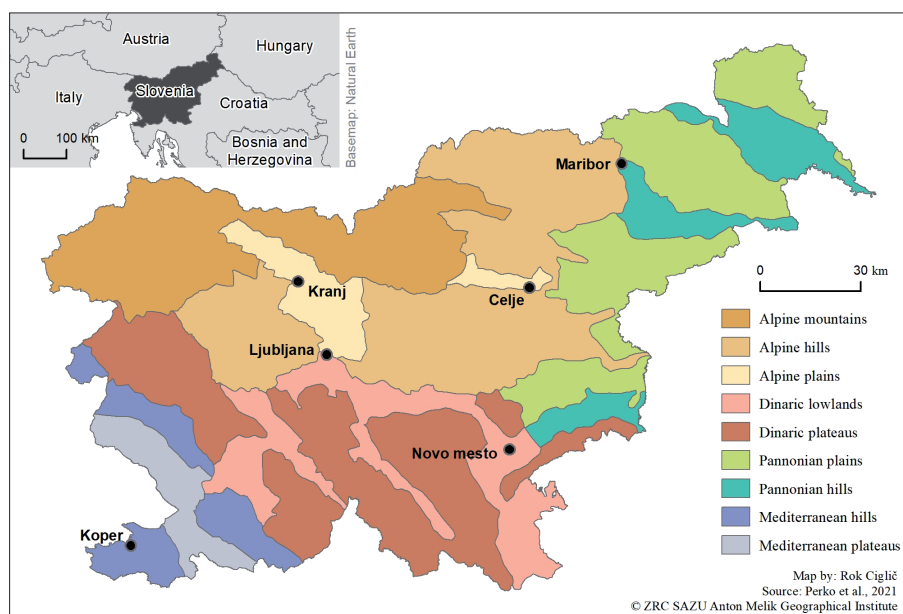 Austria
Hungary
Italy
Slovenia
Croatia
Bosnia and
Herzegovina
0 100 km
Basemap: Natural Earth
Maribor
Kranj
Celje
Ljubljana
Novo mesto
Koper
0 30 km
Alpine mountains
Alpine hills
Alpine plains
Dinaric lowlands
Dinaric plateaus
Pannonian plains
Pannonian hills
Mediterranean hills
Mediterranean plateaus
Map by: Rok Ciglič
Source: Perko et al., 2021
© ZRC SAZU Anton Melik Geographical Institute